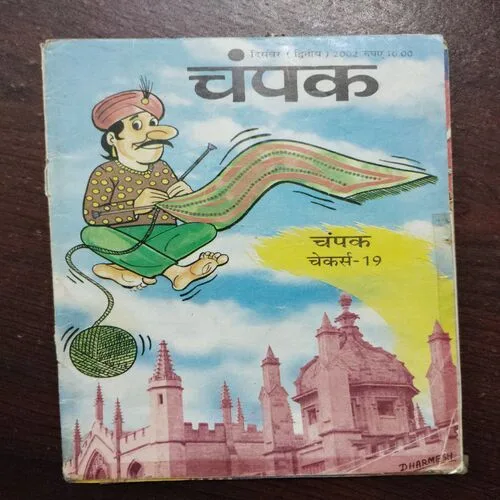 दिसंबर ( द्वितीय ) 2002 रुपए 10.00
चंपक
चंपक
चेकर्स-19
DHARMESH